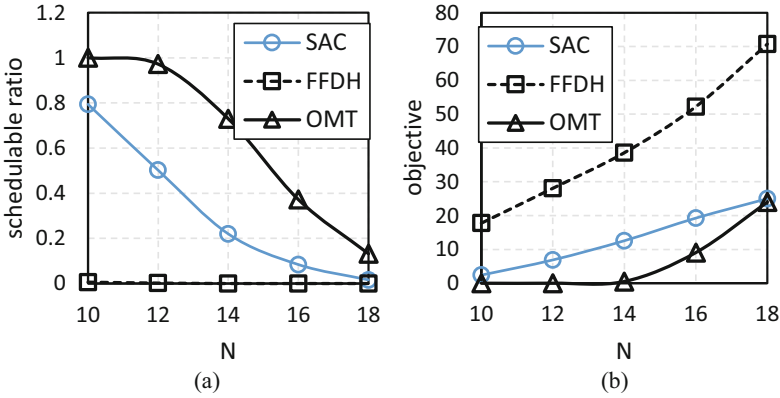 schedulable ratio
1.2
1
0.8
0.6
0.4
0.2
0
10 12 14 16 18
N
SAC
FFDH
OMT
(a)
objective
80
70
60
50
40
30
20
10
0
10 12 14 16 18
N
SAC
FFDH
OMT
(b)